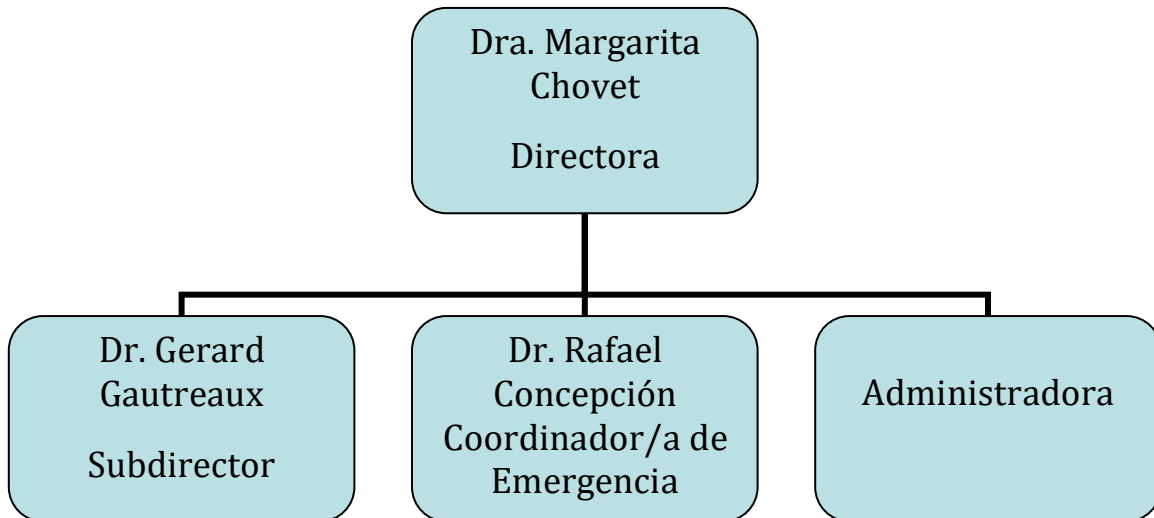 Dra. Margarita
Chovet
Directora
Dr. Gerard
Gautreaux
Subdirector
Dr. Rafael
Concepción
Coordinador/a de
Emergencia
Administradora